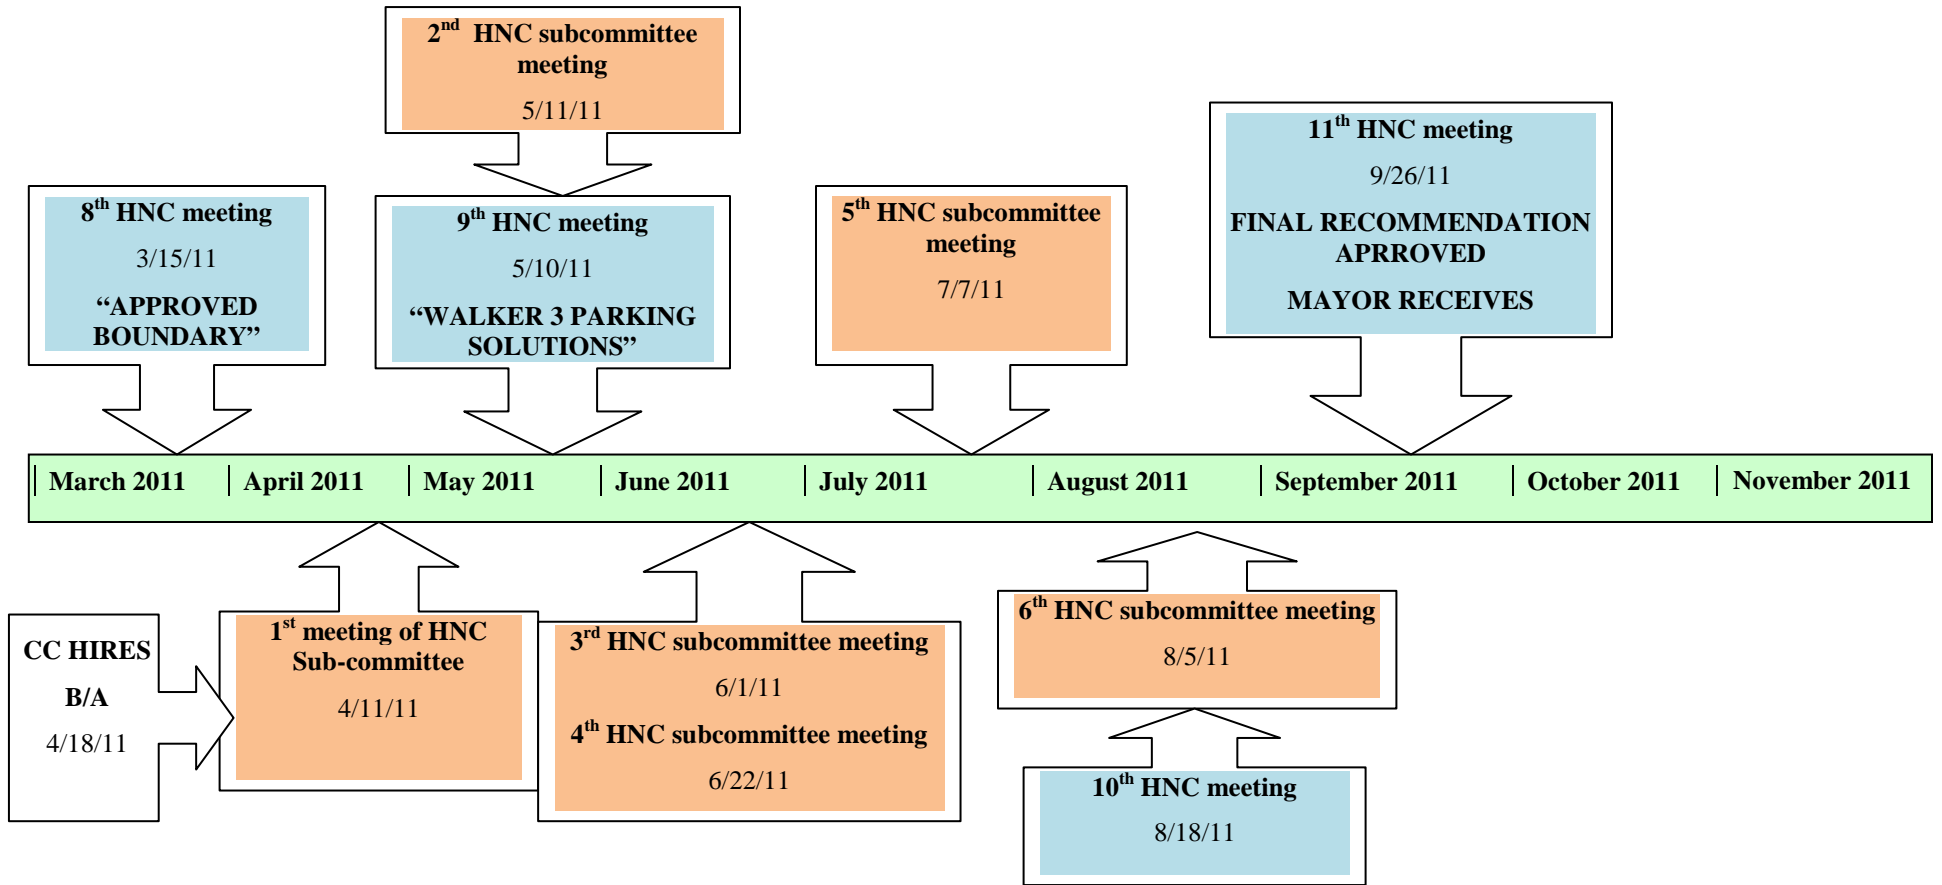 2nd HNC subcommittee
meeting
5/11/11
8th HNC meeting
3/15/11
“APPROVED
BOUNDARY”
9th HNC meeting
5/10/11
“WALKER 3 PARKING
SOLUTIONS”
5th HNC subcommittee
meeting
7/7/11
11th HNC meeting
9/26/11
FINAL RECOMMENDATION
APRROVED
MAYOR RECEIVES
March 2011 April 2011 May 2011 June 2011 July 2011 August 2011 September 2011 October 2011 November 2011
CC HIRES
B/A
4/18/11
1st meeting of HNC
Sub-committee
4/11/11
3rd HNC subcommittee meeting
6/1/11
4th HNC subcommittee meeting
6/22/11
6th HNC subcommittee meeting
8/5/11
10th HNC meeting
8/18/11